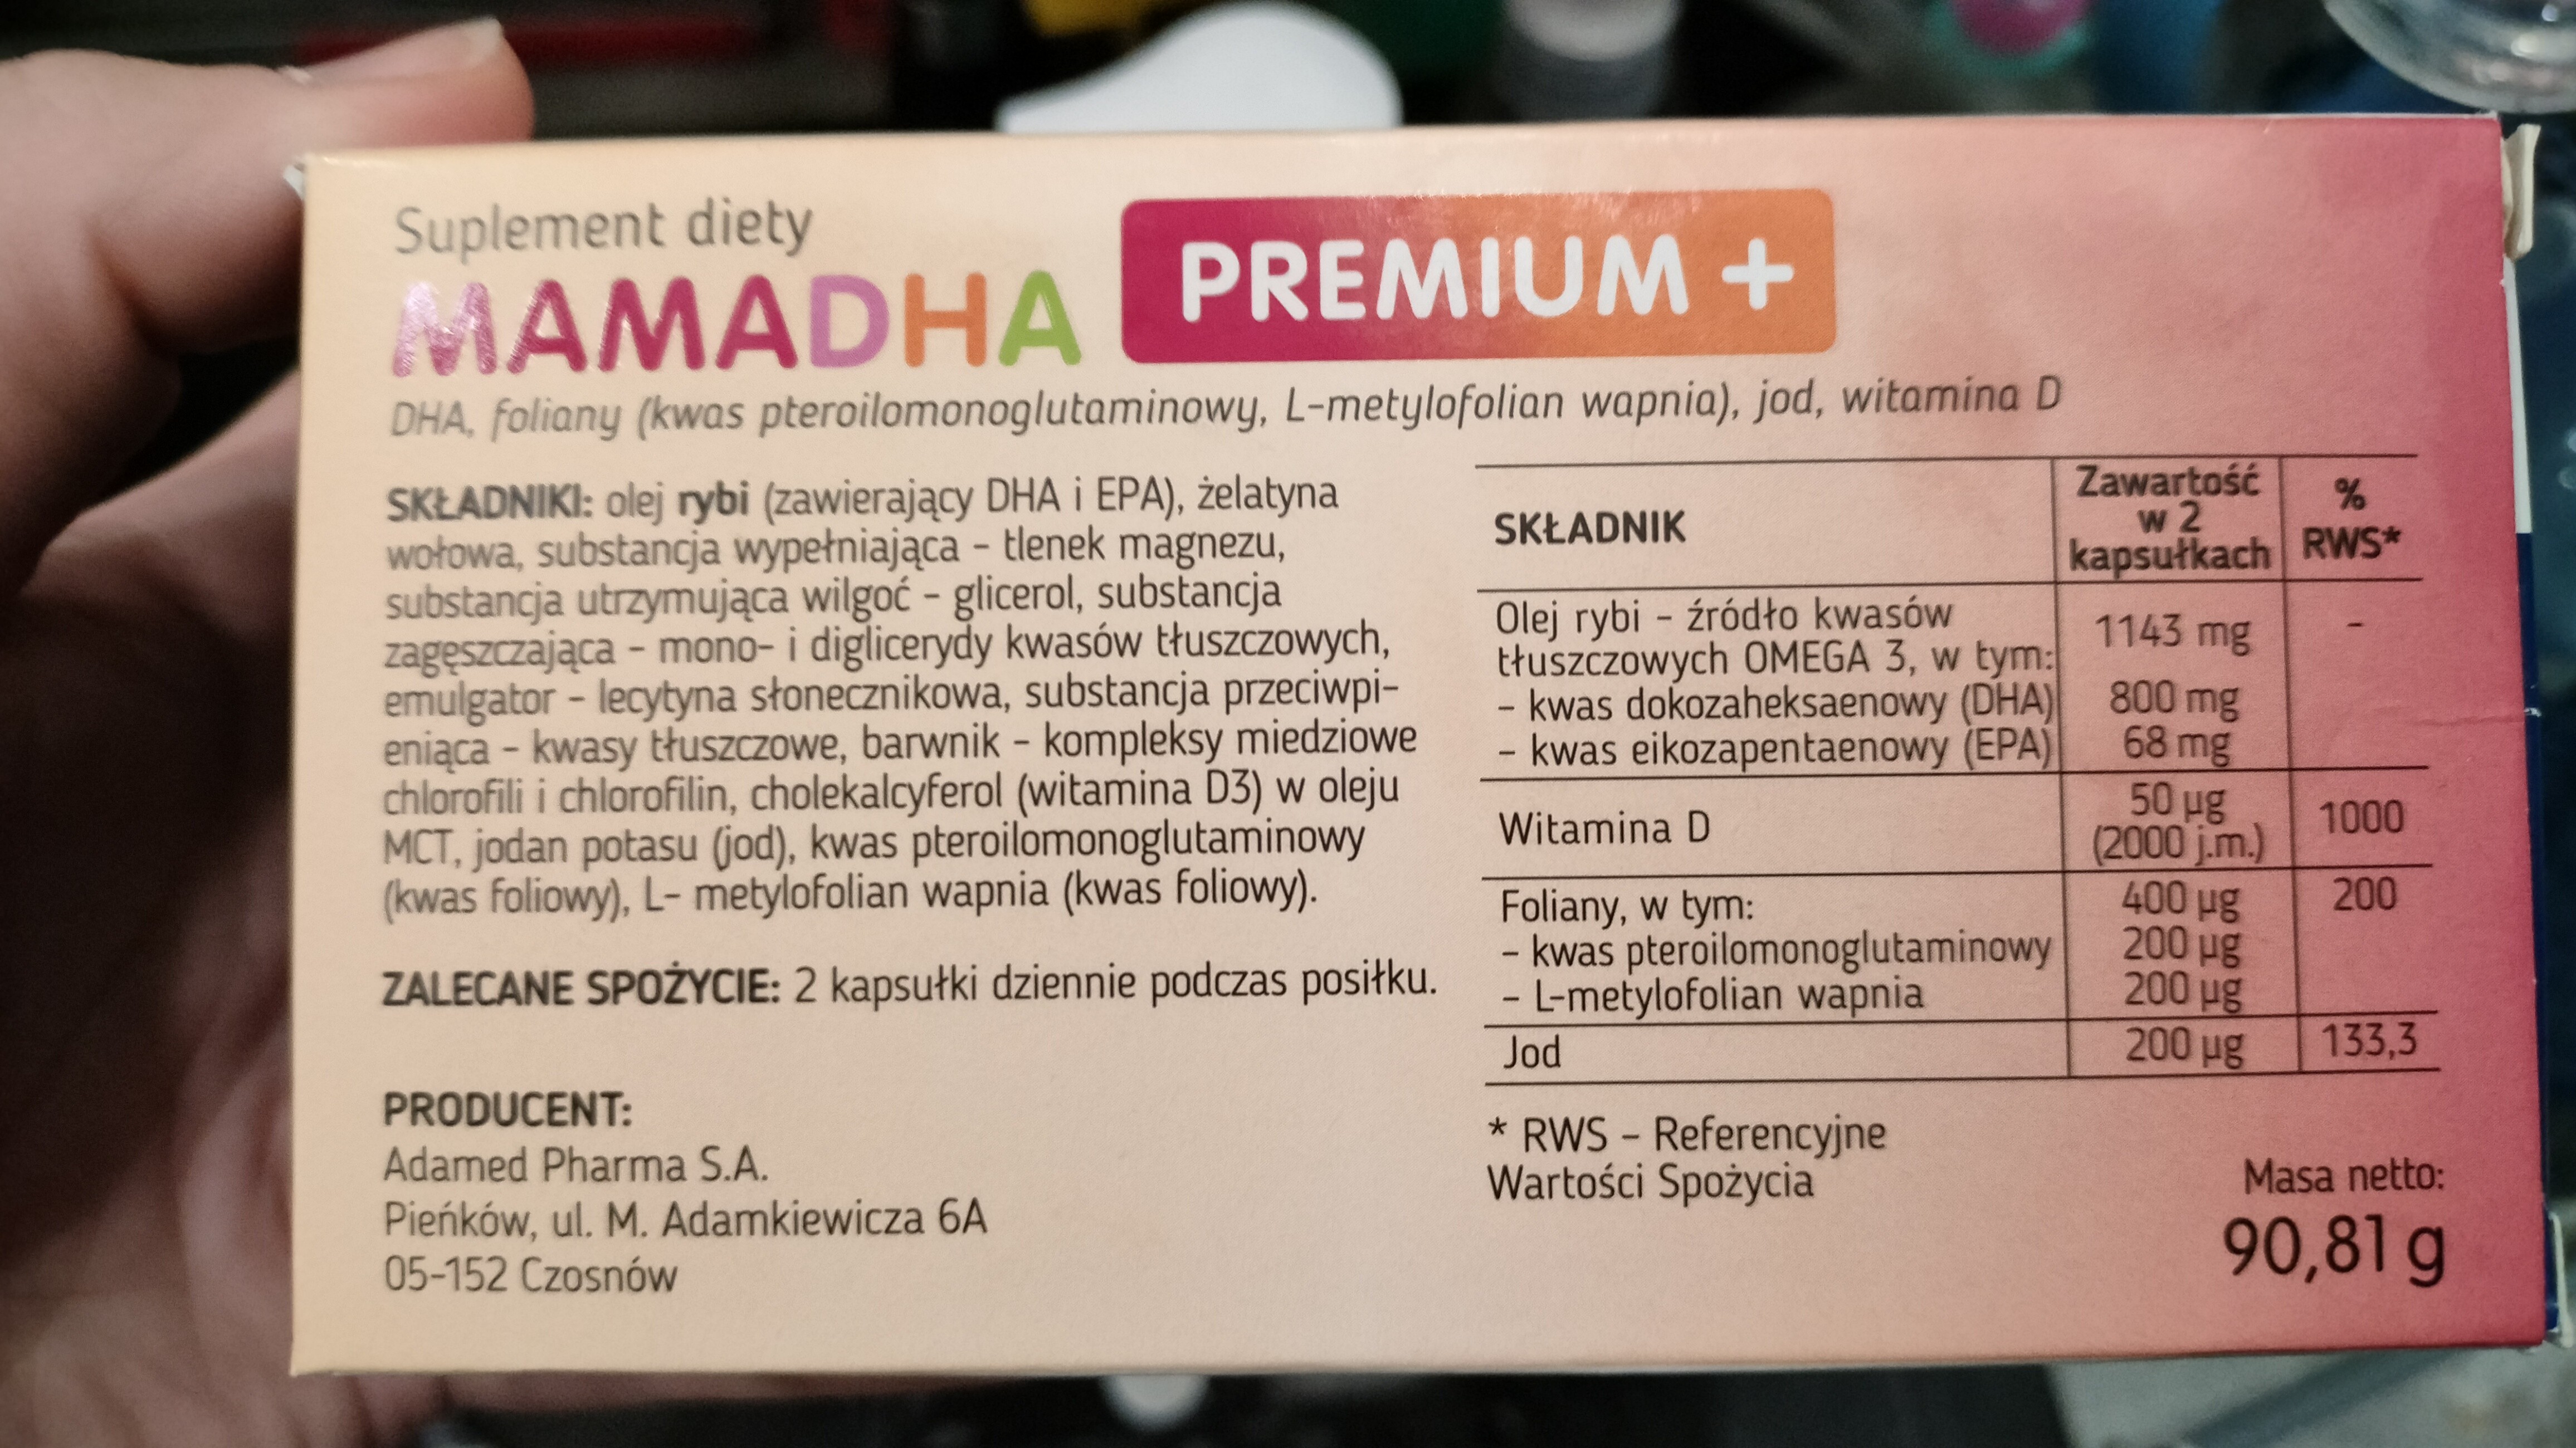 Suplement diety
MAMADHA PREMIUM +
DHA, foliany (kwas pteroilomonoglutaminowy, L-metylofolian wapnia), jod, witamina D
SKŁADNIKI: olej rybi (zawierający DHA i EPA), żelatyna
wołowa, substancja wypełniająca - tlenek magnezu,
substancja utrzymująca wilgoć - glicerol, substancja
zagęszczająca - mono- i diglicerydy kwasów tłuszczowych,
emulgator - lecytyna słonecznikowa, substancja przeciwpi-
eniąca - kwasy tłuszczowe, barwnik - kompleksy miedziowe
chlorofili i chlorofilin, cholekalcyferol (witamina D3) w oleju
MCT, jodan potasu (jod), kwas pteroilomonoglutaminowy
(kwas foliowy), L- metylofolian wapnia (kwas foliowy).
ZALECANE SPOŻYCIE: 2 kapsułki dziennie podczas posiłku.
PRODUCENT:
Adamed Pharma S.A.
Pieńków, ul. M. Adamkiewicza 6A
05-152 Czosnów
SKŁADNIK
Zawartość
w 2
kapsułkach
%
RWS*
Olej rybi - źródło kwasów
tłuszczowych OMEGA 3, w tym: 1143 mg -
- kwas dokozaheksaenowy (DHA) 800 mg
- kwas eikozapentaenowy (EPA) 68 mg
Witamina D 50 µg
(2000 j.m.) 1000
Foliany, w tym: 400 µg 200
- kwas pteroilomonoglutaminowy 200 µg
- L-metylofolian wapnia 200 µg
Jod 200 µg 133,3
* RWS - Referencyjne
Wartości Spożycia
Masa netto:
90,81 g